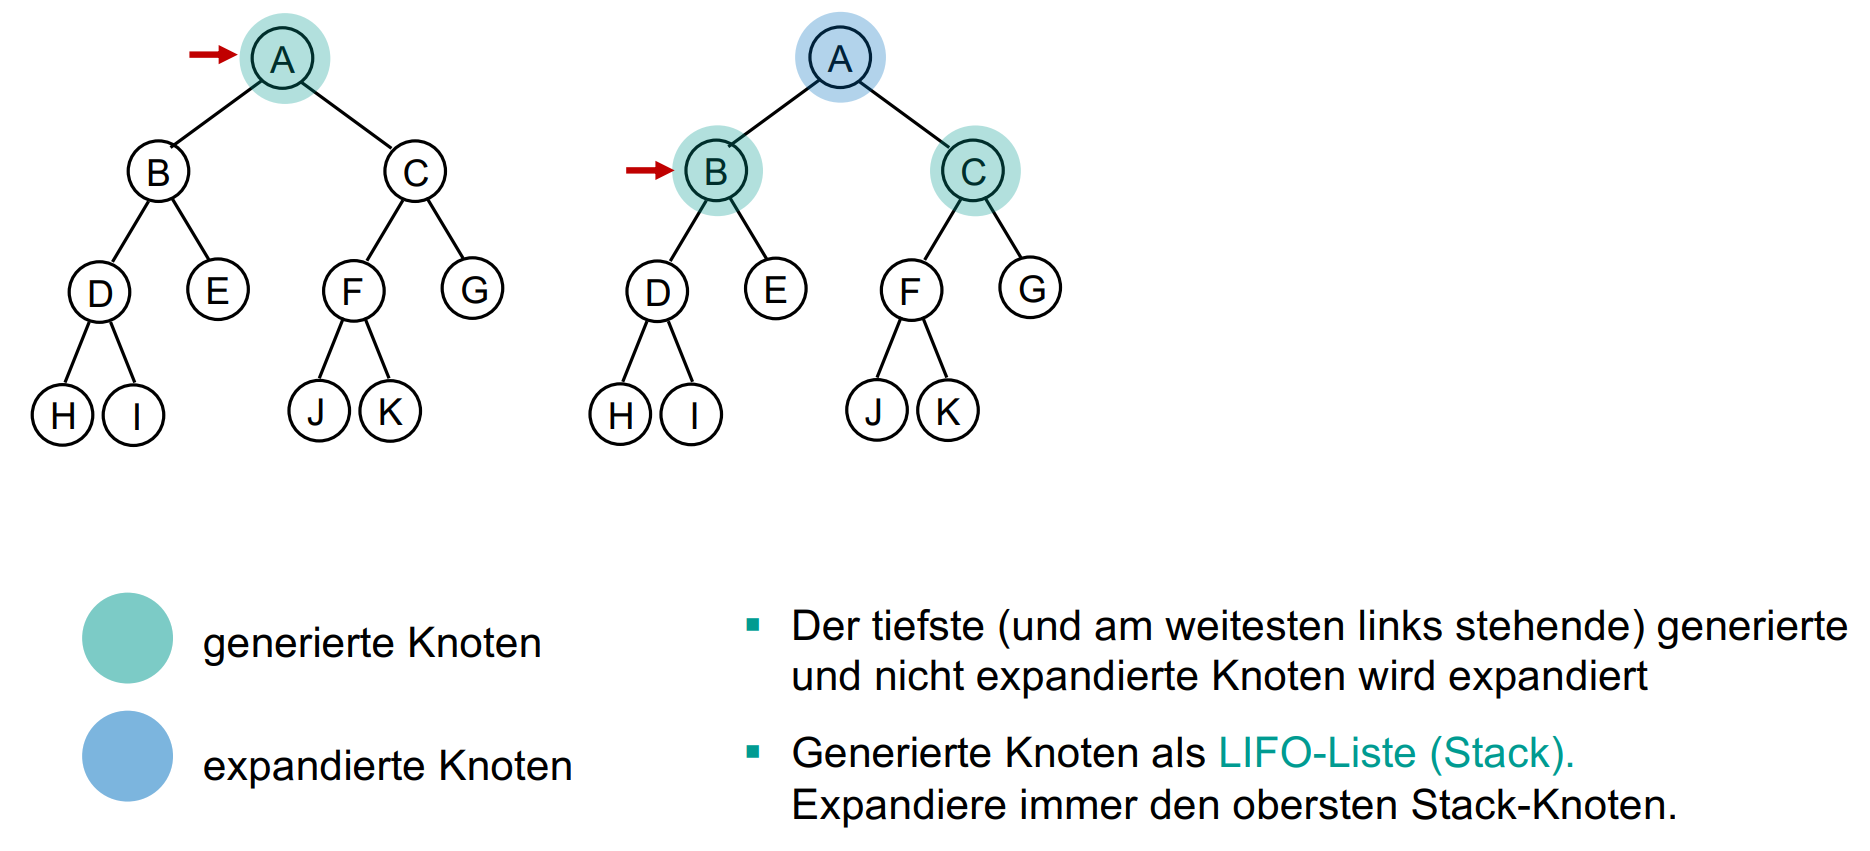 A
B C
D E F G
H I J K
A
B C
D E F G
H I J K
generierte Knoten
expandierte Knoten
▪ Der tiefste (und am weitesten links stehende) generierte
und nicht expandierte Knoten wird expandiert
▪ Generierte Knoten als LIFO-Liste (Stack).
Expandiere immer den obersten Stack-Knoten.